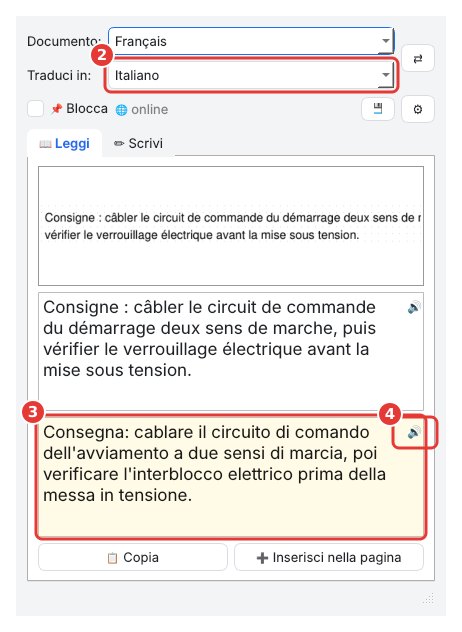 Documento: Français
2
Traduci in: Italiano
Blocca online
Leggi Scrivi
Consigne : câbler le circuit de commande du démarrage deux sens de
vérifier le verrouillage électrique avant la mise sous tension.
Consigne : câbler le circuit de commande
du démarrage deux sens de marche, puis
vérifier le verrouillage électrique avant la
mise sous tension.
3 4
Consegna: cablare il circuito di comando
dell'avviamento a due sensi di marcia, poi
verificare l'interblocco elettrico prima della
messa in tensione.
Copia Inserisci nella pagina